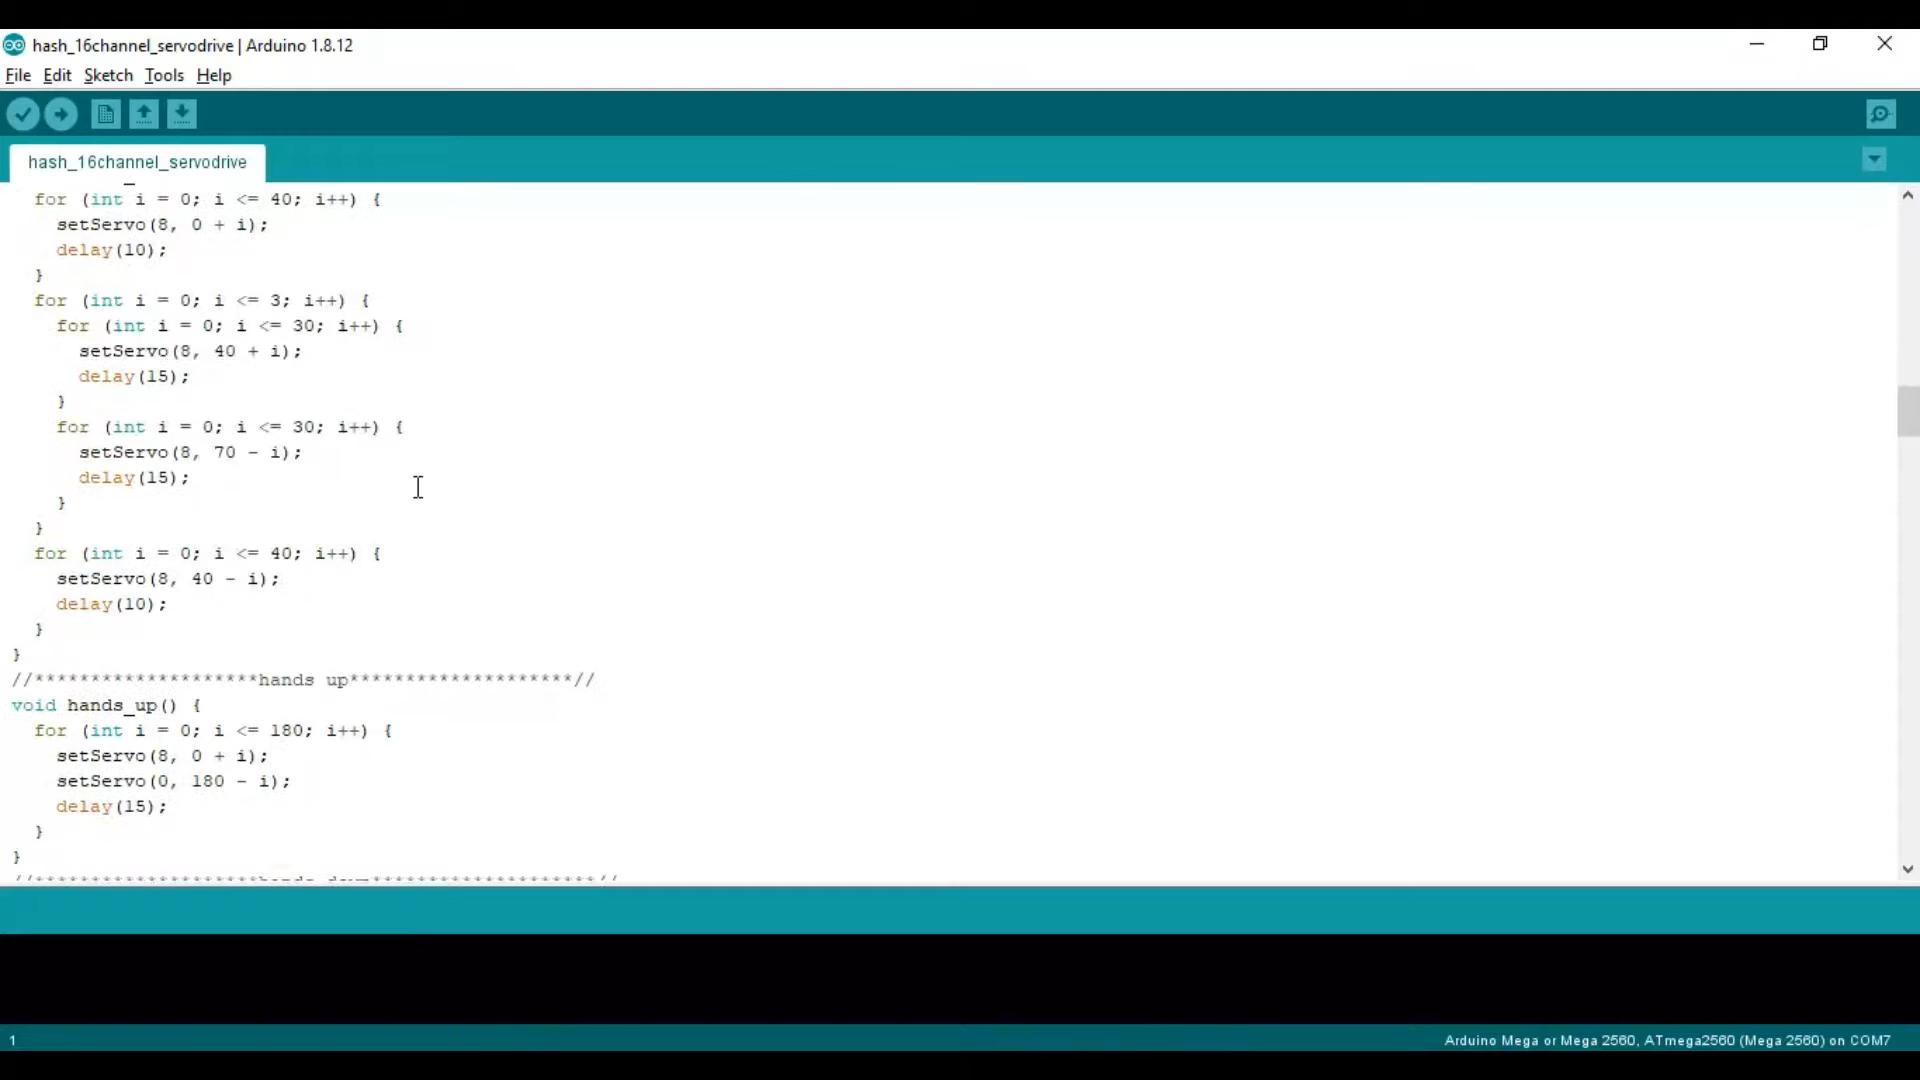 hash_16channel_servodrive | Arduino 1.8.12
File Edit Sketch Tools Help
hash_16channel_servodrive
for (int i = 0; i <= 40; i++) {
setServo(8, 0 + i);
delay(10);
}
for (int i = 0; i <= 3; i++) {
for (int i = 0; i <= 30; i++) {
setServo(8, 40 + i);
delay(15);
}
for (int i = 0; i <= 30; i++) {
setServo(8, 70 - i);
delay(15);
}
}
for (int i = 0; i <= 40; i++) {
setServo(8, 40 - i);
delay(10);
}
}
//********************hands up********************//
void hands_up() {
for (int i = 0; i <= 180; i++) {
setServo(8, 0 + i);
setServo(0, 180 - i);
delay(15);
}
}
1
Arduino Mega or Mega 2560, ATmega2560 (Mega 2560) on COM7